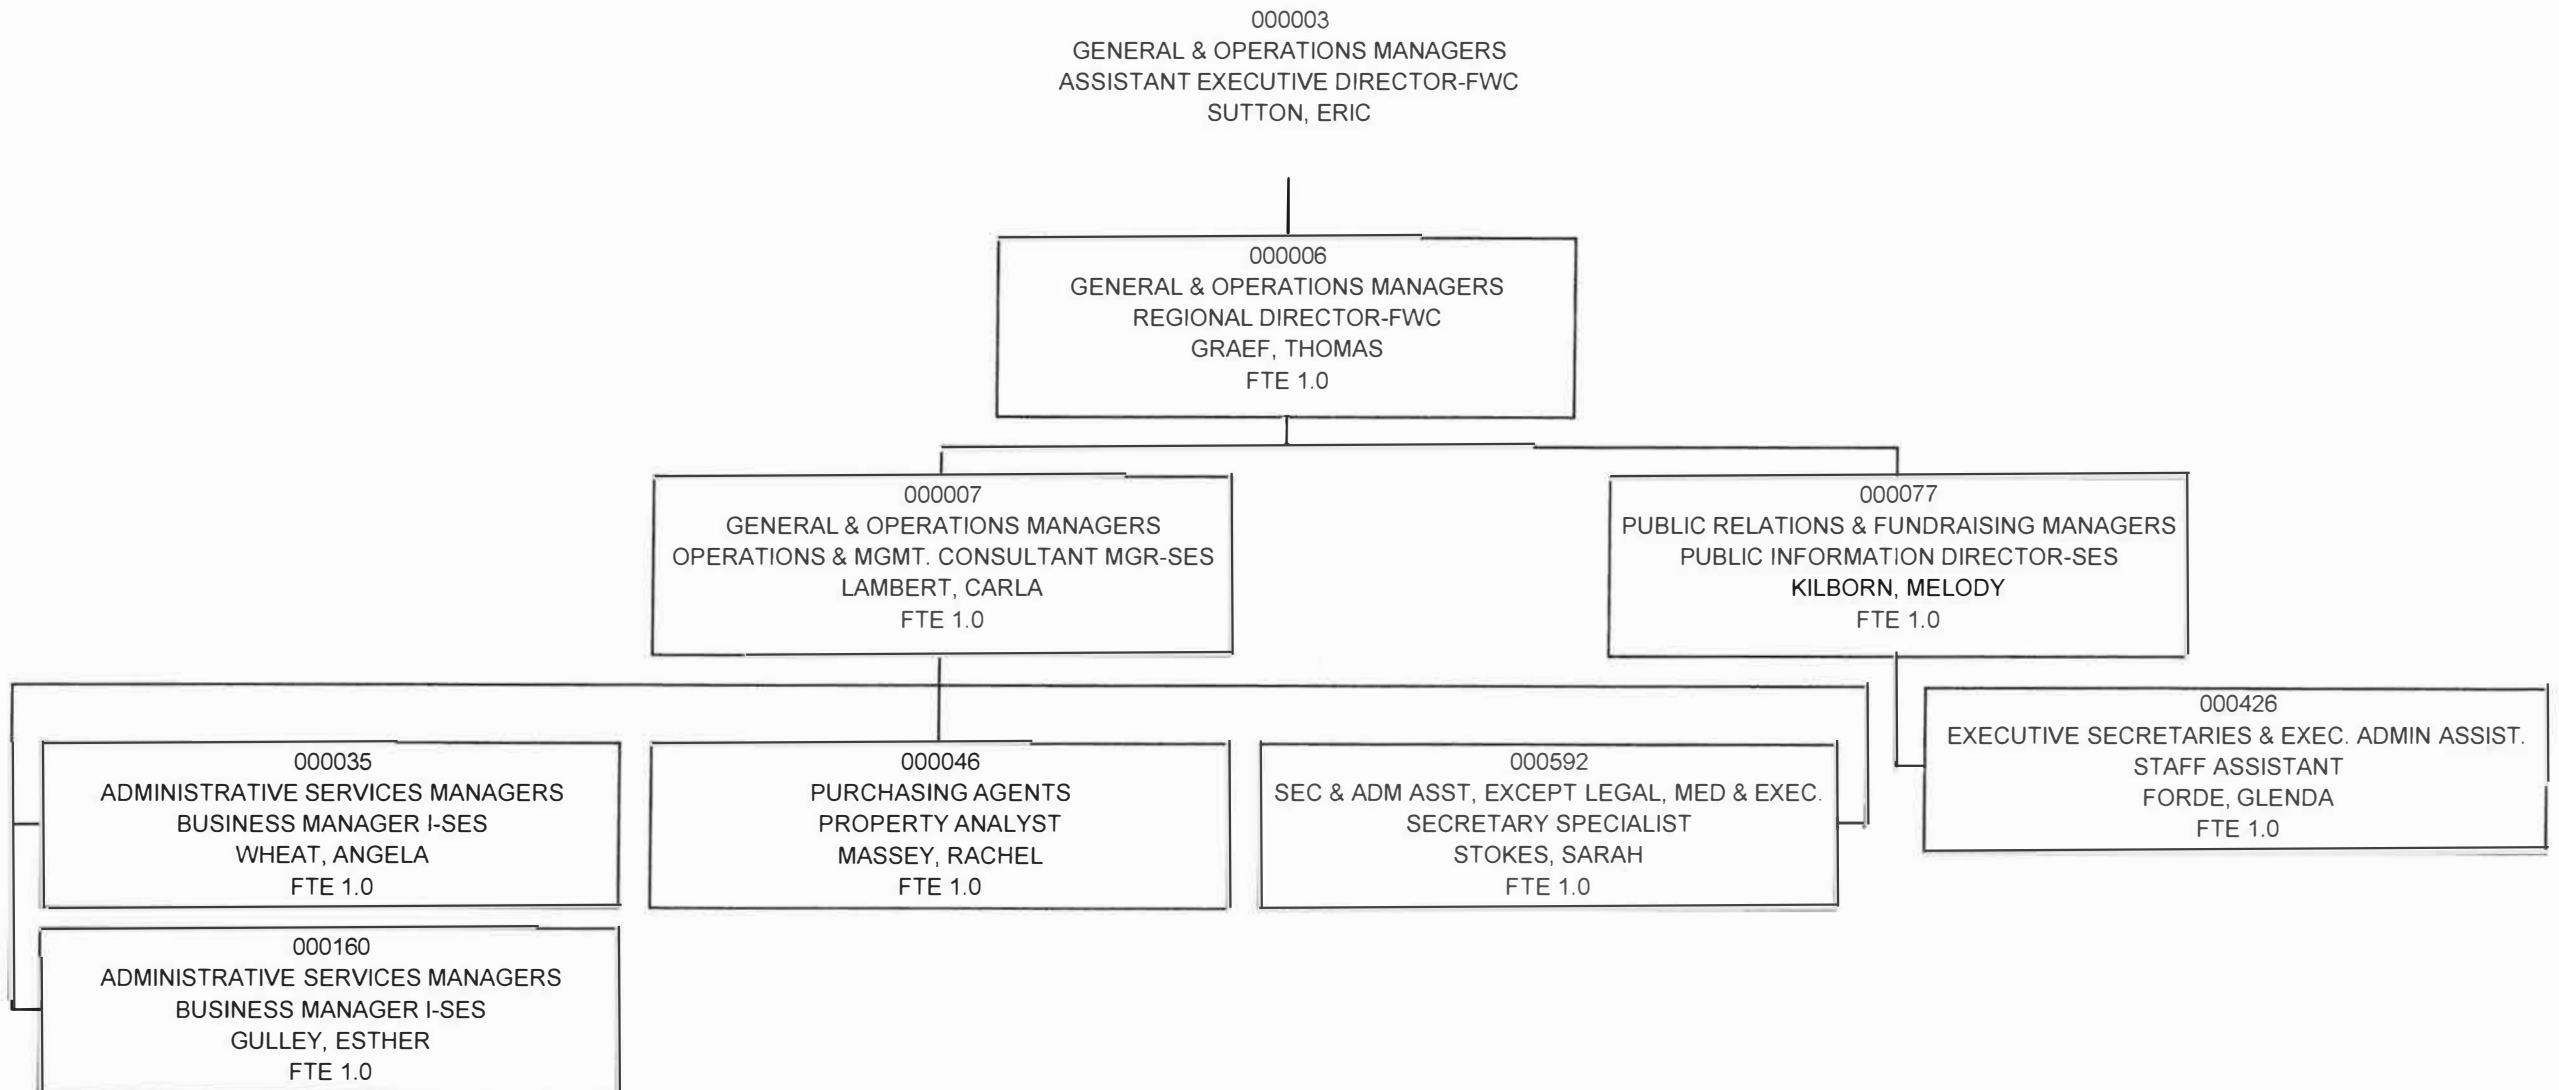 000003
GENERAL & OPERATIONS MANAGERS
ASSISTANT EXECUTIVE DIRECTOR-FWC
SUTTON, ERIC
000006
GENERAL & OPERATIONS MANAGERS
REGIONAL DIRECTOR-FWC
GRAEF, THOMAS
FTE 1.0
000007
GENERAL & OPERATIONS MANAGERS
OPERATIONS & MGMT. CONSULTANT MGR-SES
LAMBERT, CARLA
FTE 1.0
000077
PUBLIC RELATIONS & FUNDRAISING MANAGERS
PUBLIC INFORMATION DIRECTOR-SES
KILBORN, MELODY
FTE 1.0
000035
ADMINISTRATIVE SERVICES MANAGERS
BUSINESS MANAGER I-SES
WHEAT, ANGELA
FTE 1.0
000046
PURCHASING AGENTS
PROPERTY ANALYST
MASSEY, RACHEL
FTE 1.0
000592
SEC & ADM ASST, EXCEPT LEGAL, MED & EXEC.
SECRETARY SPECIALIST
STOKES, SARAH
FTE 1.0
000426
EXECUTIVE SECRETARIES & EXEC. ADMIN ASSIST.
STAFF ASSISTANT
FORDE, GLENDA
FTE 1.0
000160
ADMINISTRATIVE SERVICES MANAGERS
BUSINESS MANAGER I-SES
GULLEY, ESTHER
FTE 1.0